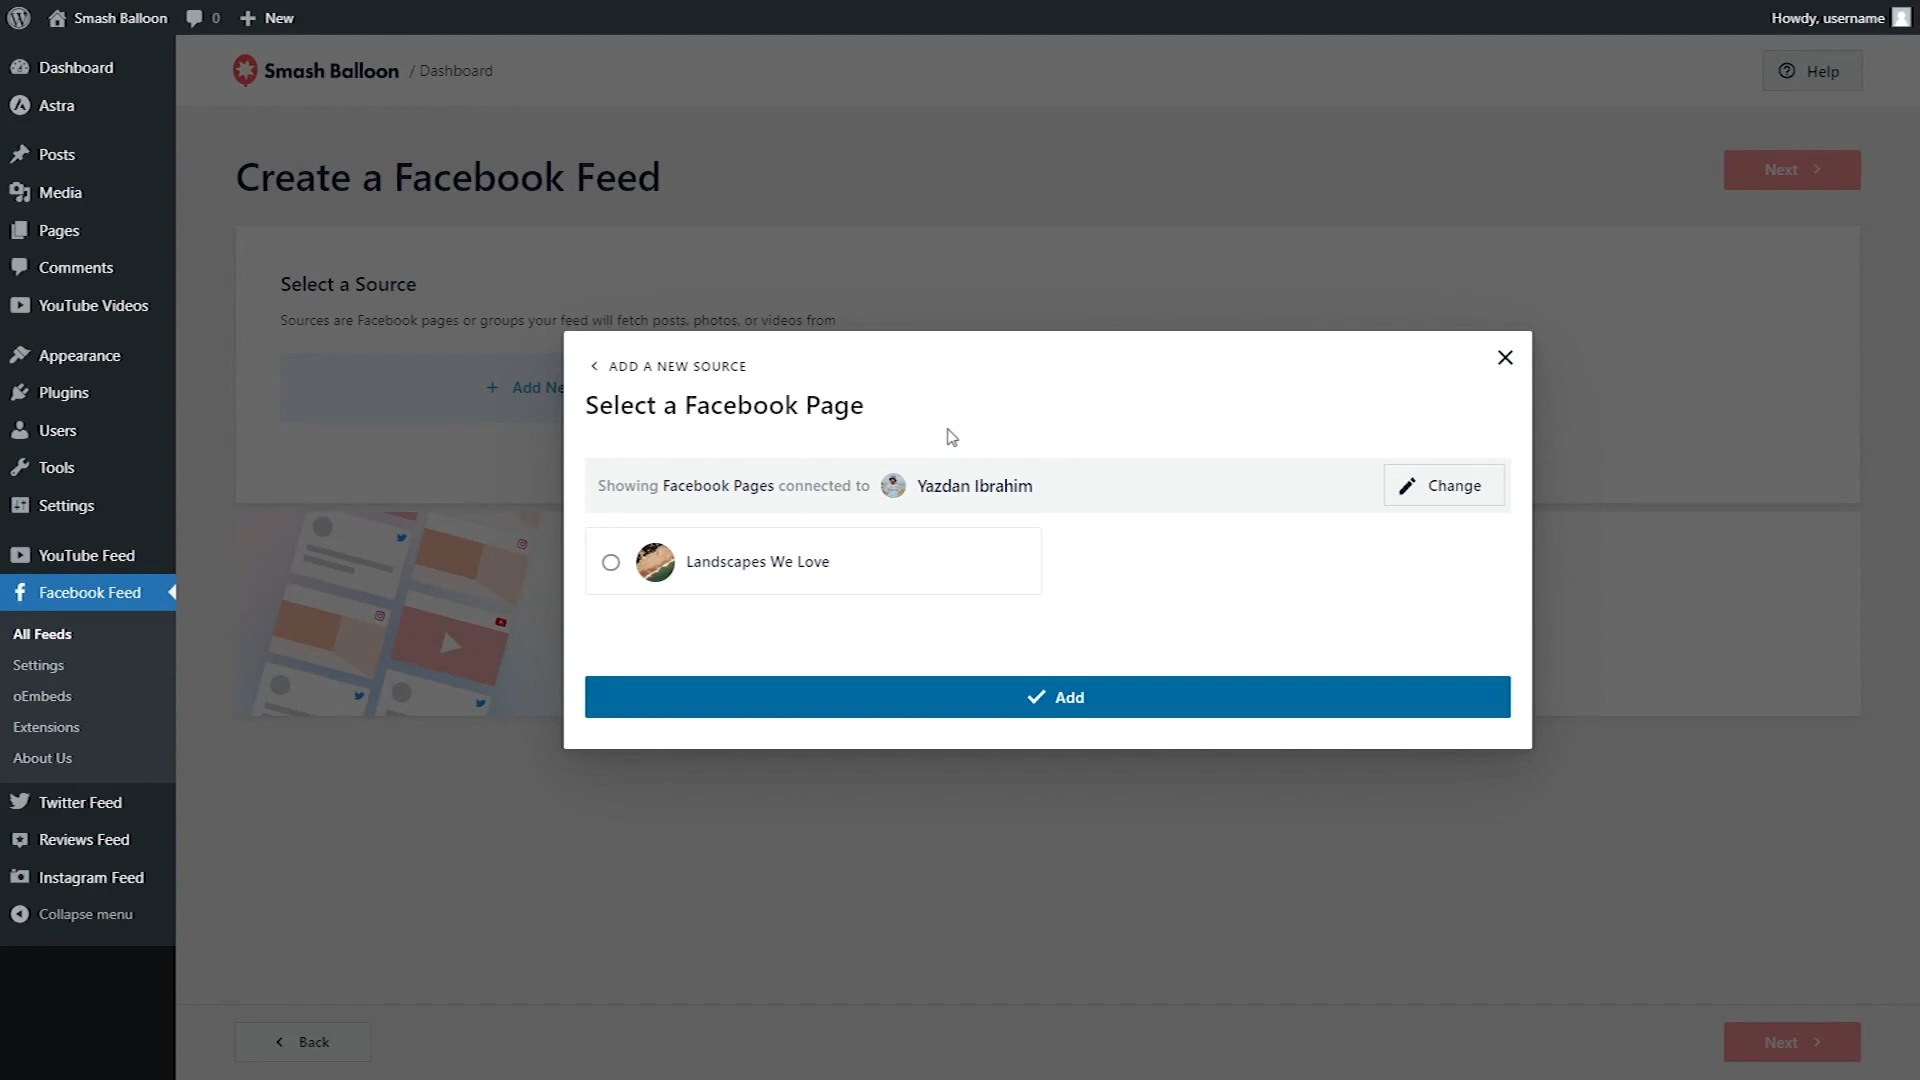 Smash Balloon
0
New
Howdy, username
Dashboard
Astra
Posts
Media
Pages
Comments
YouTube Videos
Appearance
Plugins
Users
Tools
Settings
YouTube Feed
Facebook Feed
All Feeds
Settings
oEmbeds
Extensions
About Us
Twitter Feed
Reviews Feed
Instagram Feed
Collapse menu
Smash Balloon / Dashboard
Help
Create a Facebook Feed
Next
Select a Source
Sources are Facebook pages or groups your feed will fetch posts, photos, or videos from
+ Add Ne
ADD A NEW SOURCE
Select a Facebook Page
Showing Facebook Pages connected to Yazdan Ibrahim
Change
Landscapes We Love
Add
Back
Next